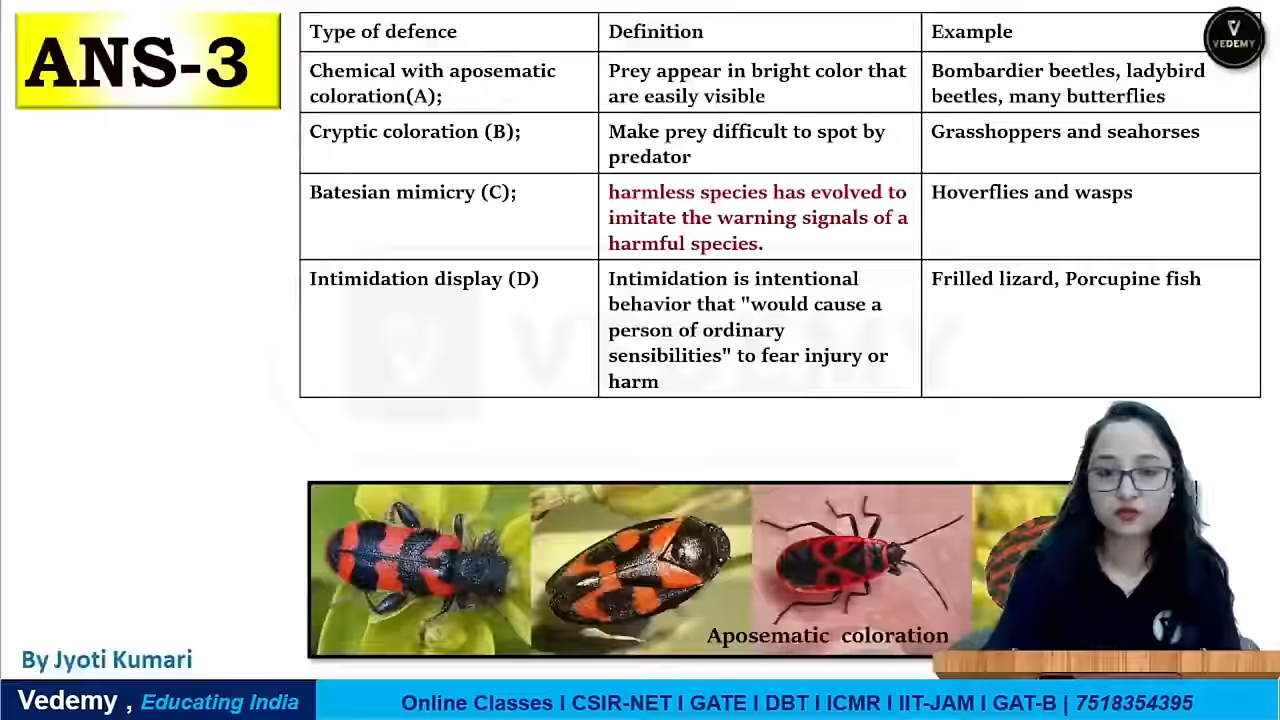 ANS-3
Type of defence
Definition
Example
Chemical with aposematic
coloration(A);
Prey appear in bright color that
are easily visible
Bombardier beetles, ladybird
beetles, many butterflies
Cryptic coloration (B);
Make prey difficult to spot by
predator
Grasshoppers and seahorses
Batesian mimicry (C);
harmless species has evolved to
imitate the warning signals of a
harmful species.
Hoverflies and wasps
Intimidation display (D)
Intimidation is intentional
behavior that "would cause a
person of ordinary
sensibilities" to fear injury or
harm
Frilled lizard, Porcupine fish
VEDEMY
VEDEMY
Aposematic coloration
By Jyoti Kumari
Vedemy , Educating India
Online Classes I CSIR-NET I GATE I DBT I ICMR I IIT-JAM I GAT-B | 7518354395